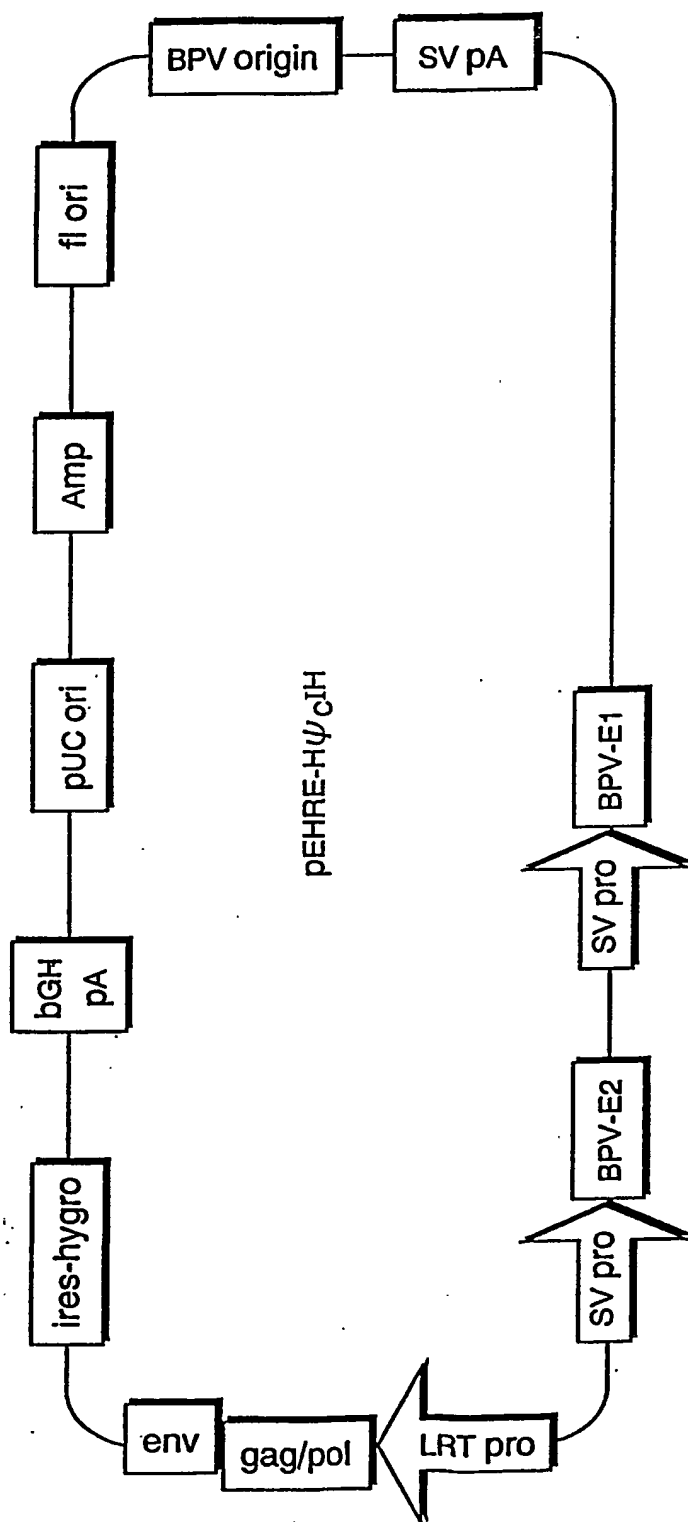 BPV origin
SV pA
fl ori
Amp
pUC ori
bGH
pA
ires-hygro
env
gag/pol
LRT pro
SV pro
BPV-E2
SV pro
BPV-E1
pEHRE-HψCIH